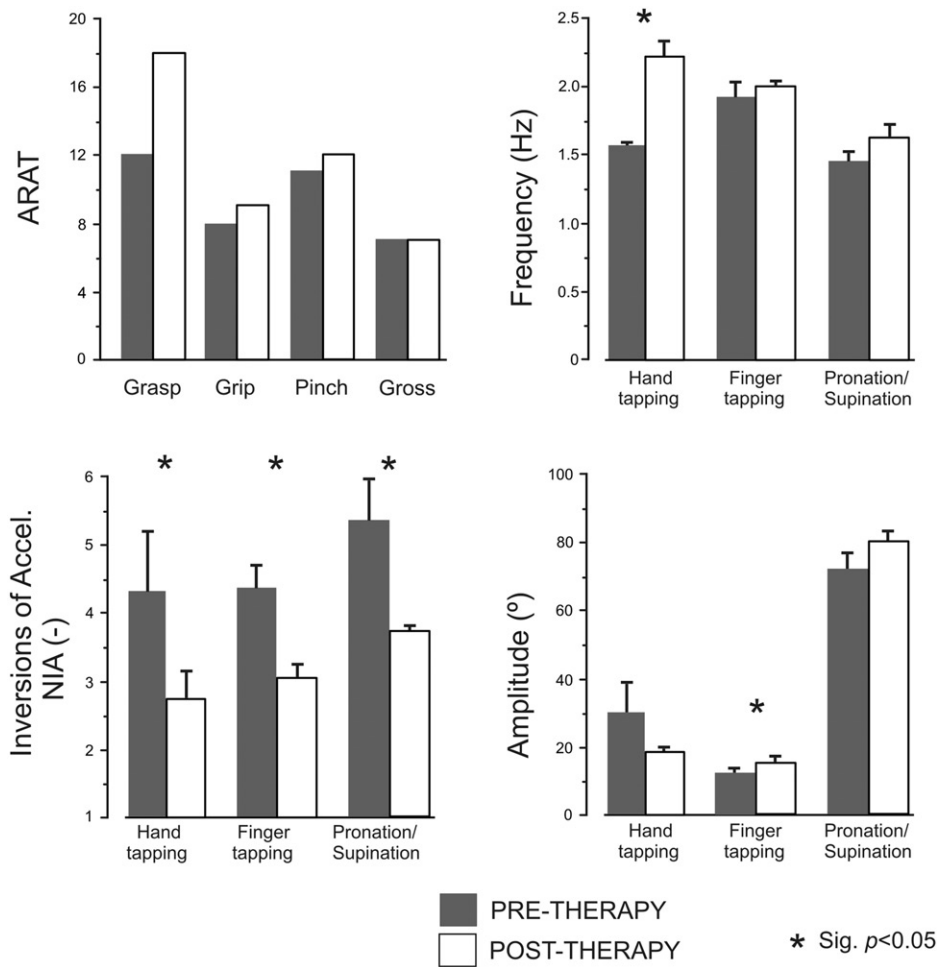 ARAT
20
16
12
8
4
0
Grasp Grip Pinch Gross
Frequency (Hz)
2.5
2.0
1.5
1.0
0.5
0
*
Hand tapping
Finger tapping
Pronation/
Supination
Inversions of Accel.
NIA (-)
6
5
4
3
2
1
* * *
Hand tapping
Finger tapping
Pronation/
Supination
Amplitude (º)
100
80
60
40
20
0
*
Hand tapping
Finger tapping
Pronation/
Supination
PRE-THERAPY
POST-THERAPY
* Sig. p<0.05